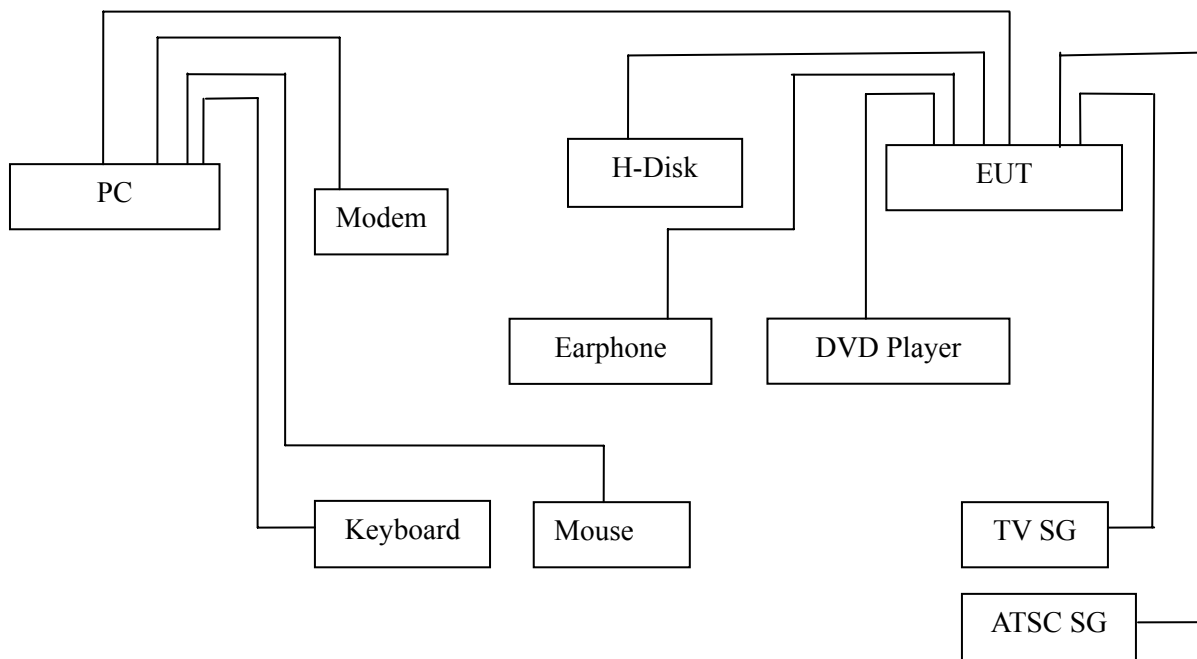 PC
Modem
H-Disk
EUT
Earphone
DVD Player
Keyboard
Mouse
TV SG
ATSC SG